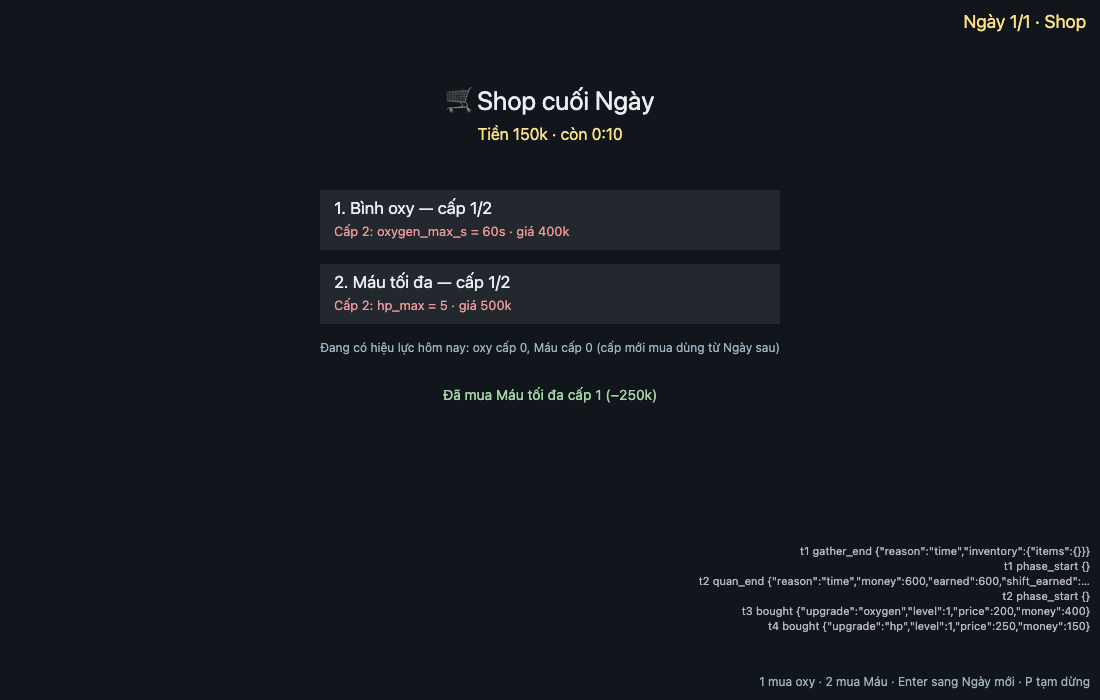 Ngày 1/1 · Shop
🛒 Shop cuối Ngày
Tiền 150k · còn 0:10
1. Bình oxy — cấp 1/2
Cấp 2: oxygen_max_s = 60s · giá 400k
2. Máu tối đa — cấp 1/2
Cấp 2: hp_max = 5 · giá 500k
Đang có hiệu lực hôm nay: oxy cấp 0, Máu cấp 0 (cấp mới mua dùng từ Ngày sau)
Đã mua Máu tối đa cấp 1 (−250k)
t1 gather_end {"reason":"time","inventory":{"items":{}}}
t1 phase_start {}
t2 quan_end {"reason":"time","money":600,"earned":600,"shift_earned":...
t2 phase_start {}
t3 bought {"upgrade":"oxygen","level":1,"price":200,"money":400}
t4 bought {"upgrade":"hp","level":1,"price":250,"money":150}
1 mua oxy · 2 mua Máu · Enter sang Ngày mới · P tạm dừng